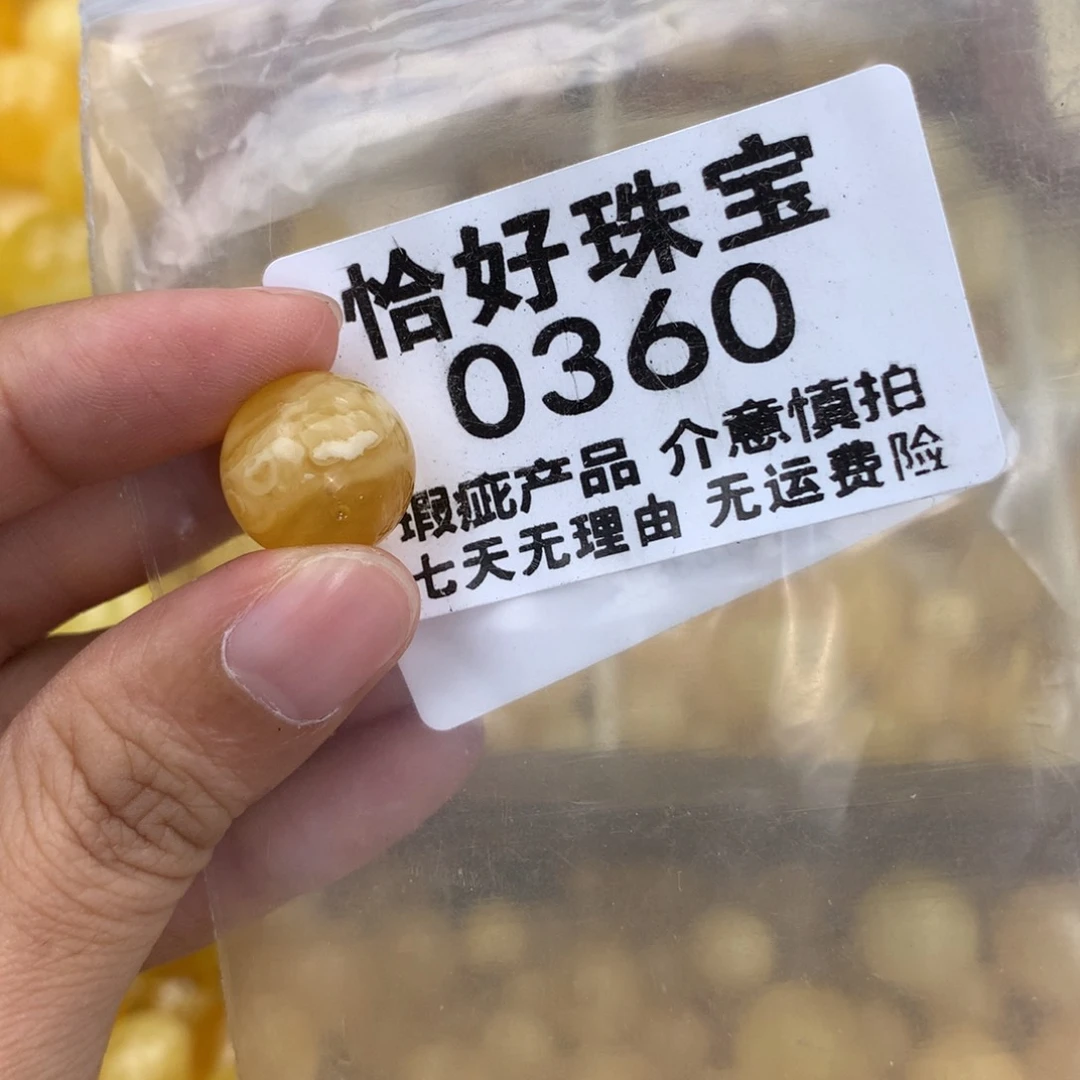 恰好珠宝
0360
瑕疵产品 介意慎拍
七天无理由 无运费险